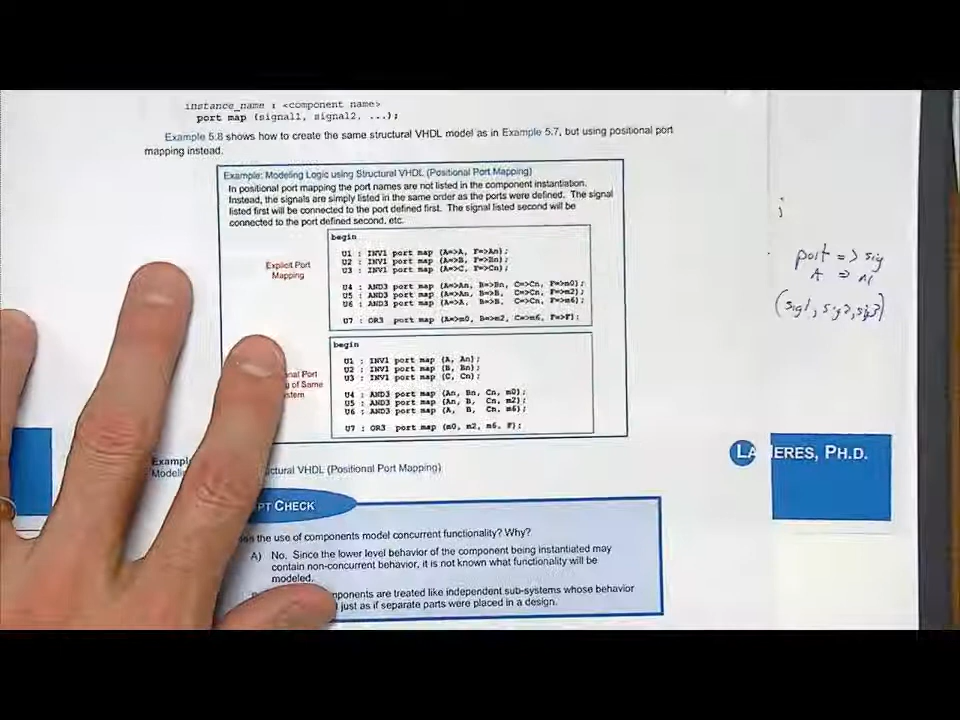 instance_name : <component name>
port map (signal1, signal2, ...);
Example 5.8 shows how to create the same structural VHDL model as in Example 5.7, but using positional port
mapping instead.
Example: Modeling Logic using Structural VHDL (Positional Port Mapping)
In positional port mapping the port names are not listed in the component instantiation.
Instead, the signals are simply listed in the same order as the ports were defined. The signal
listed first will be connected to the port defined first. The signal listed second will be
connected to the port defined second, etc.
Explicit Port
Mapping
begin
U1 : INV1 port map (A=>A, F=>An);
U2 : INV1 port map (A=>B, F=>Bn);
U3 : INV1 port map (A=>C, F=>Cn);
U4 : AND3 port map (A=>An, B=>Bn, C=>Cn, F=>m0);
U5 : AND3 port map (A=>An, B=>B, C=>Cn, F=>m2);
U6 : AND3 port map (A=>A, B=>B, C=>Cn, F=>m6);
U7 : OR3 port map (A=>m0, B=>m2, C=>m6, F=>F);
nal Port
g of Same
stem
begin
U1 : INV1 port map (A, An);
U2 : INV1 port map (B, Bn);
U3 : INV1 port map (C, Cn);
U4 : AND3 port map (An, Bn, Cn, m0);
U5 : AND3 port map (An, B, Cn, m2);
U6 : AND3 port map (A, B, Cn, m6);
U7 : OR3 port map (m0, m2, m6, F);
;
port => sig
A => n1
(sig1, sig2, sig3)
Exampl
Modelin uctural VHDL (Positional Port Mapping)
LAMERES, PH.D.
PT CHECK
the use of components model concurrent functionality? Why?
A) No. Since the lower level behavior of the component being instantiated may
contain non-concurrent behavior, it is not known what functionality will be
modeled.
ponents are treated like independent sub-systems whose behavior
just as if separate parts were placed in a design.